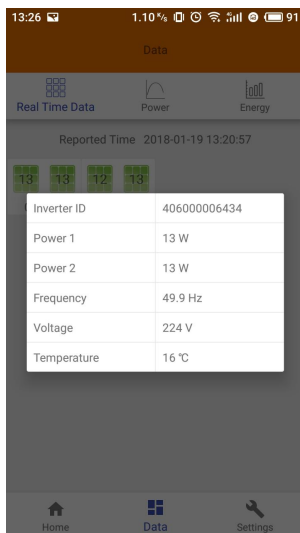 13:26 1.10 K/s 91
Data
Real Time Data Power Energy
Reported Time 2018-01-19 13:20:57
13 13 12 13
Inverter ID 406000006434
Power 1 13 W
Power 2 13 W
Frequency 49.9 Hz
Voltage 224 V
Temperature 16 ℃
Home Data Settings